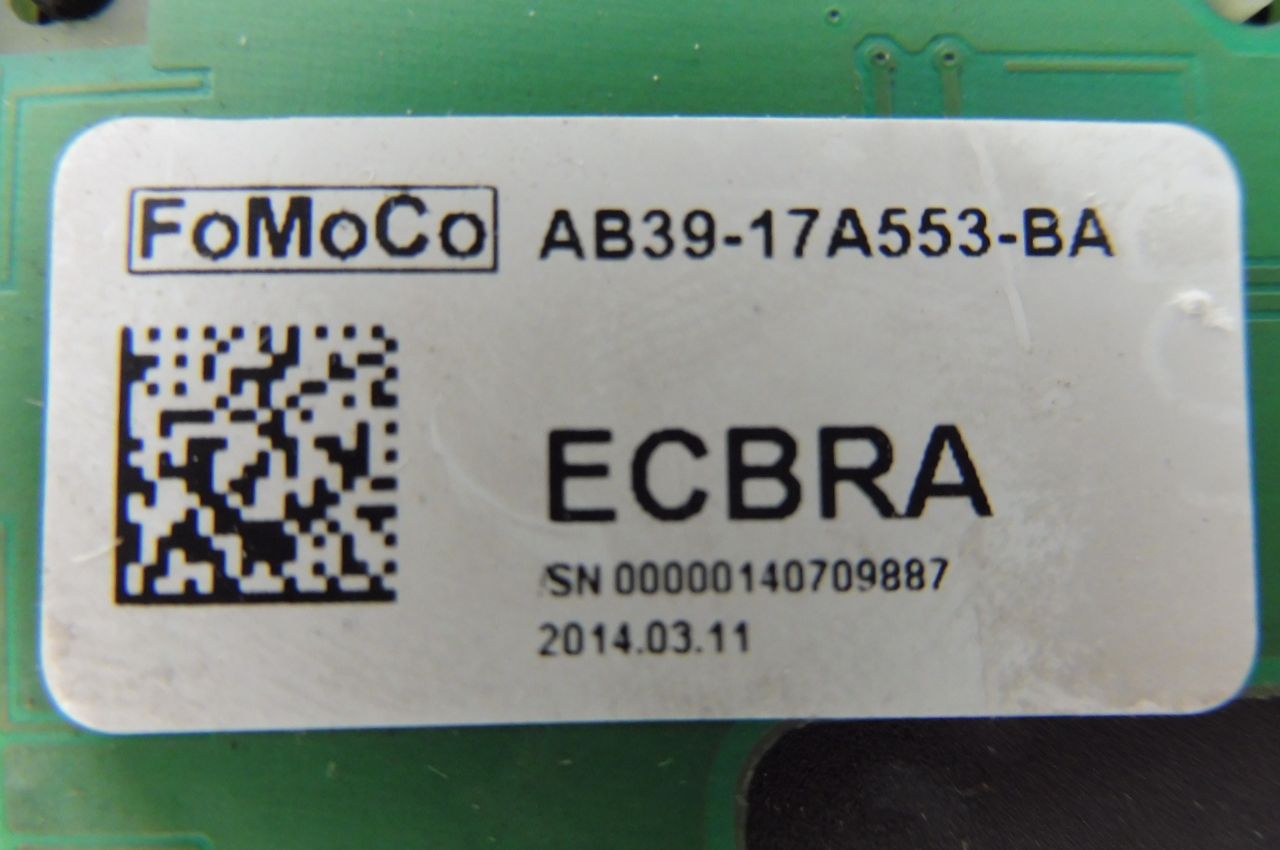 FoMoCo AB39-17A553-BA
ECBRA
SN 00000140709887
2014.03.11